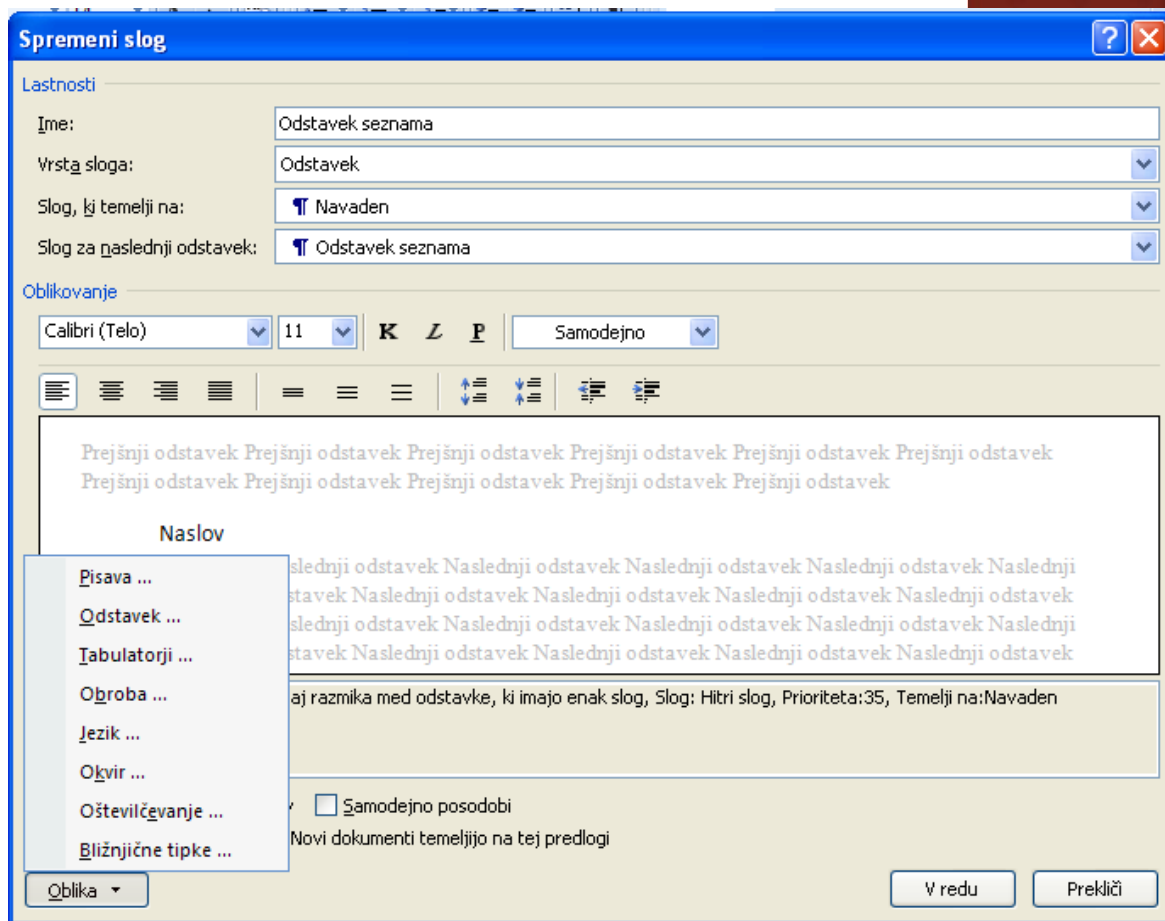 Spremeni slog
Lastnosti
Ime: Odstavek seznama
Vrsta sloga: Odstavek
Slog, ki temelji na: ¶ Navaden
Slog za naslednji odstavek: ¶ Odstavek seznama
Oblikovanje
Calibri (Telo) 11 K L P Samodejno
Prejšnji odstavek Prejšnji odstavek Prejšnji odstavek Prejšnji odstavek Prejšnji odstavek Prejšnji odstavek
Prejšnji odstavek Prejšnji odstavek Prejšnji odstavek Prejšnji odstavek Prejšnji odstavek
Naslov
slednji odstavek Naslednji odstavek Naslednji odstavek Naslednji odstavek Naslednji odstavek Naslednji
stavek Naslednji odstavek Naslednji odstavek Naslednji odstavek Naslednji odstavek
slednji odstavek Naslednji odstavek Naslednji odstavek Naslednji odstavek Naslednji odstavek Naslednji
stavek Naslednji odstavek Naslednji odstavek Naslednji odstavek Naslednji odstavek
aj razmika med odstavke, ki imajo enak slog, Slog: Hitri slog, Prioriteta:35, Temelji na:Navaden
Samodejno posodobi
Novi dokumenti temeljijo na tej predlogi
Pisava ...
Odstavek ...
Tabulatorji ...
Obroba ...
Jezik ...
Okvir ...
Oštevilčevanje ...
Bližnjične tipke ...
Oblika V redu Prekliči